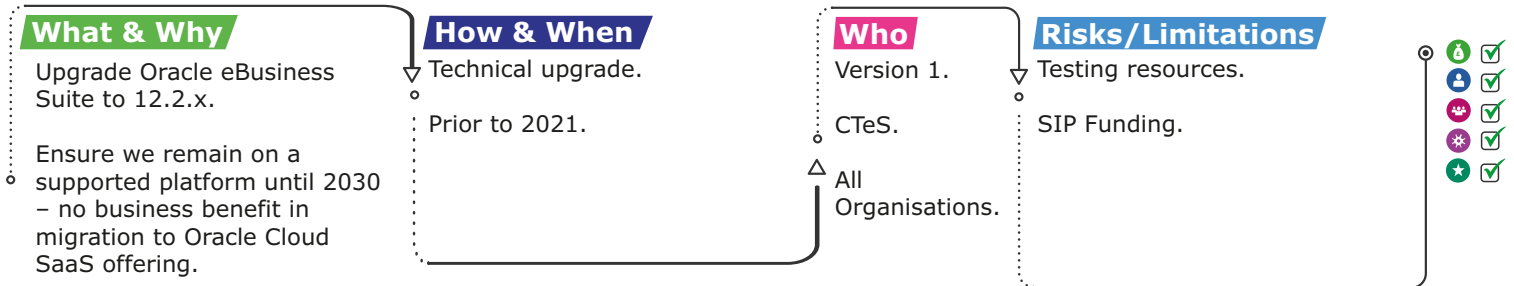 What & Why
Upgrade Oracle eBusiness
Suite to 12.2.x.
Ensure we remain on a
supported platform until 2030
– no business benefit in
migration to Oracle Cloud
SaaS offering.
How & When
Technical upgrade.
Prior to 2021.
Who
Version 1.
CTeS.
All
Organisations.
Risks/Limitations
Testing resources.
SIP Funding.
£